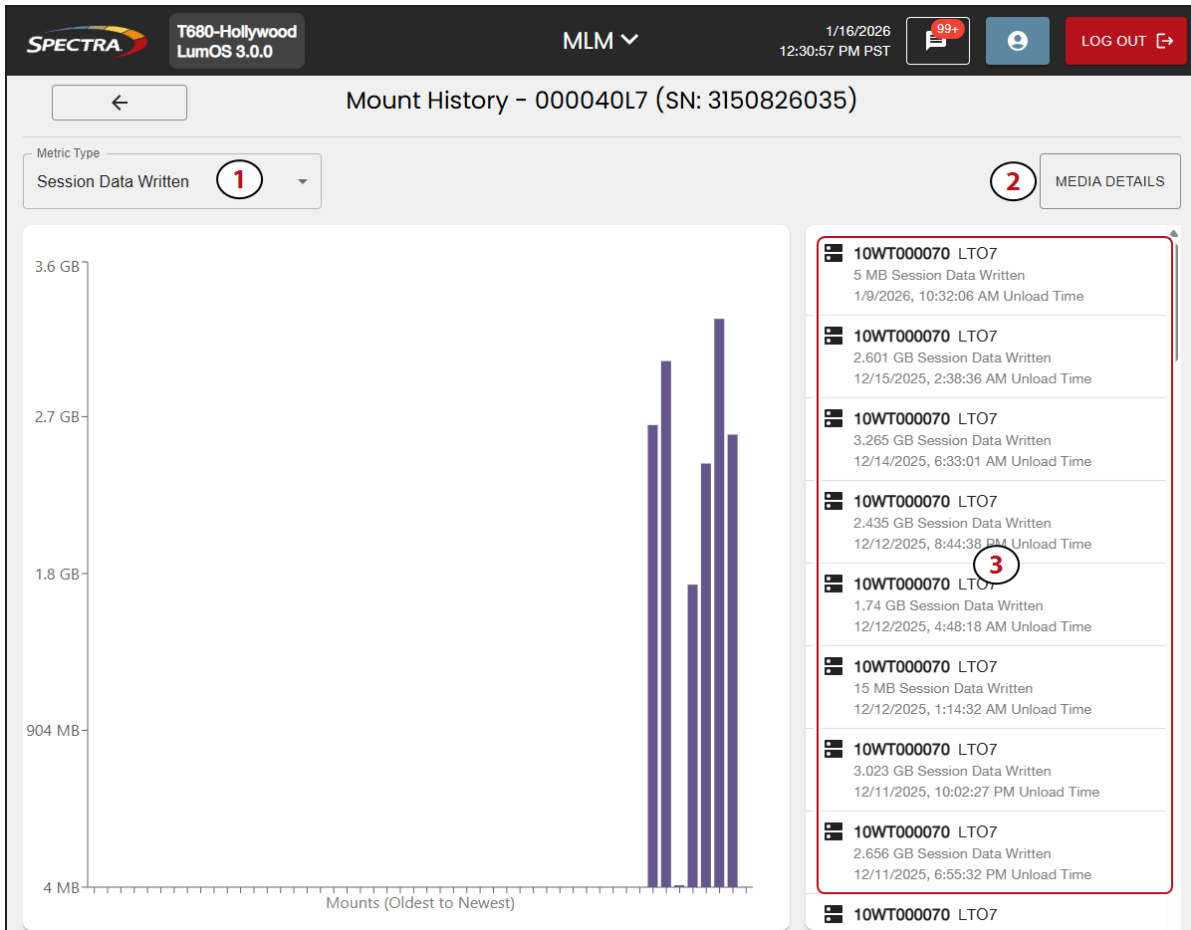 SPECTRA
T680-Hollywood
LumOS 3.0.0
MLM
1/16/2026
12:30:57 PM PST
99+
LOG OUT
Mount History - 000040L7 (SN: 3150826035)
Metric Type
Session Data Written
1
2
MEDIA DETAILS
3.6 GB
2.7 GB
1.8 GB
904 MB
4 MB
Mounts (Oldest to Newest)
10WT000070 LTO7
5 MB Session Data Written
1/9/2026, 10:32:06 AM Unload Time
10WT000070 LTO7
2.601 GB Session Data Written
12/15/2025, 2:38:36 AM Unload Time
10WT000070 LTO7
3.265 GB Session Data Written
12/14/2025, 6:33:01 AM Unload Time
10WT000070 LTO7
2.435 GB Session Data Written
12/12/2025, 8:44:38 PM Unload Time
3
10WT000070 LTO7
1.74 GB Session Data Written
12/12/2025, 4:48:18 AM Unload Time
10WT000070 LTO7
15 MB Session Data Written
12/12/2025, 1:14:32 AM Unload Time
10WT000070 LTO7
3.023 GB Session Data Written
12/11/2025, 10:02:27 PM Unload Time
10WT000070 LTO7
2.656 GB Session Data Written
12/11/2025, 6:55:32 PM Unload Time
10WT000070 LTO7